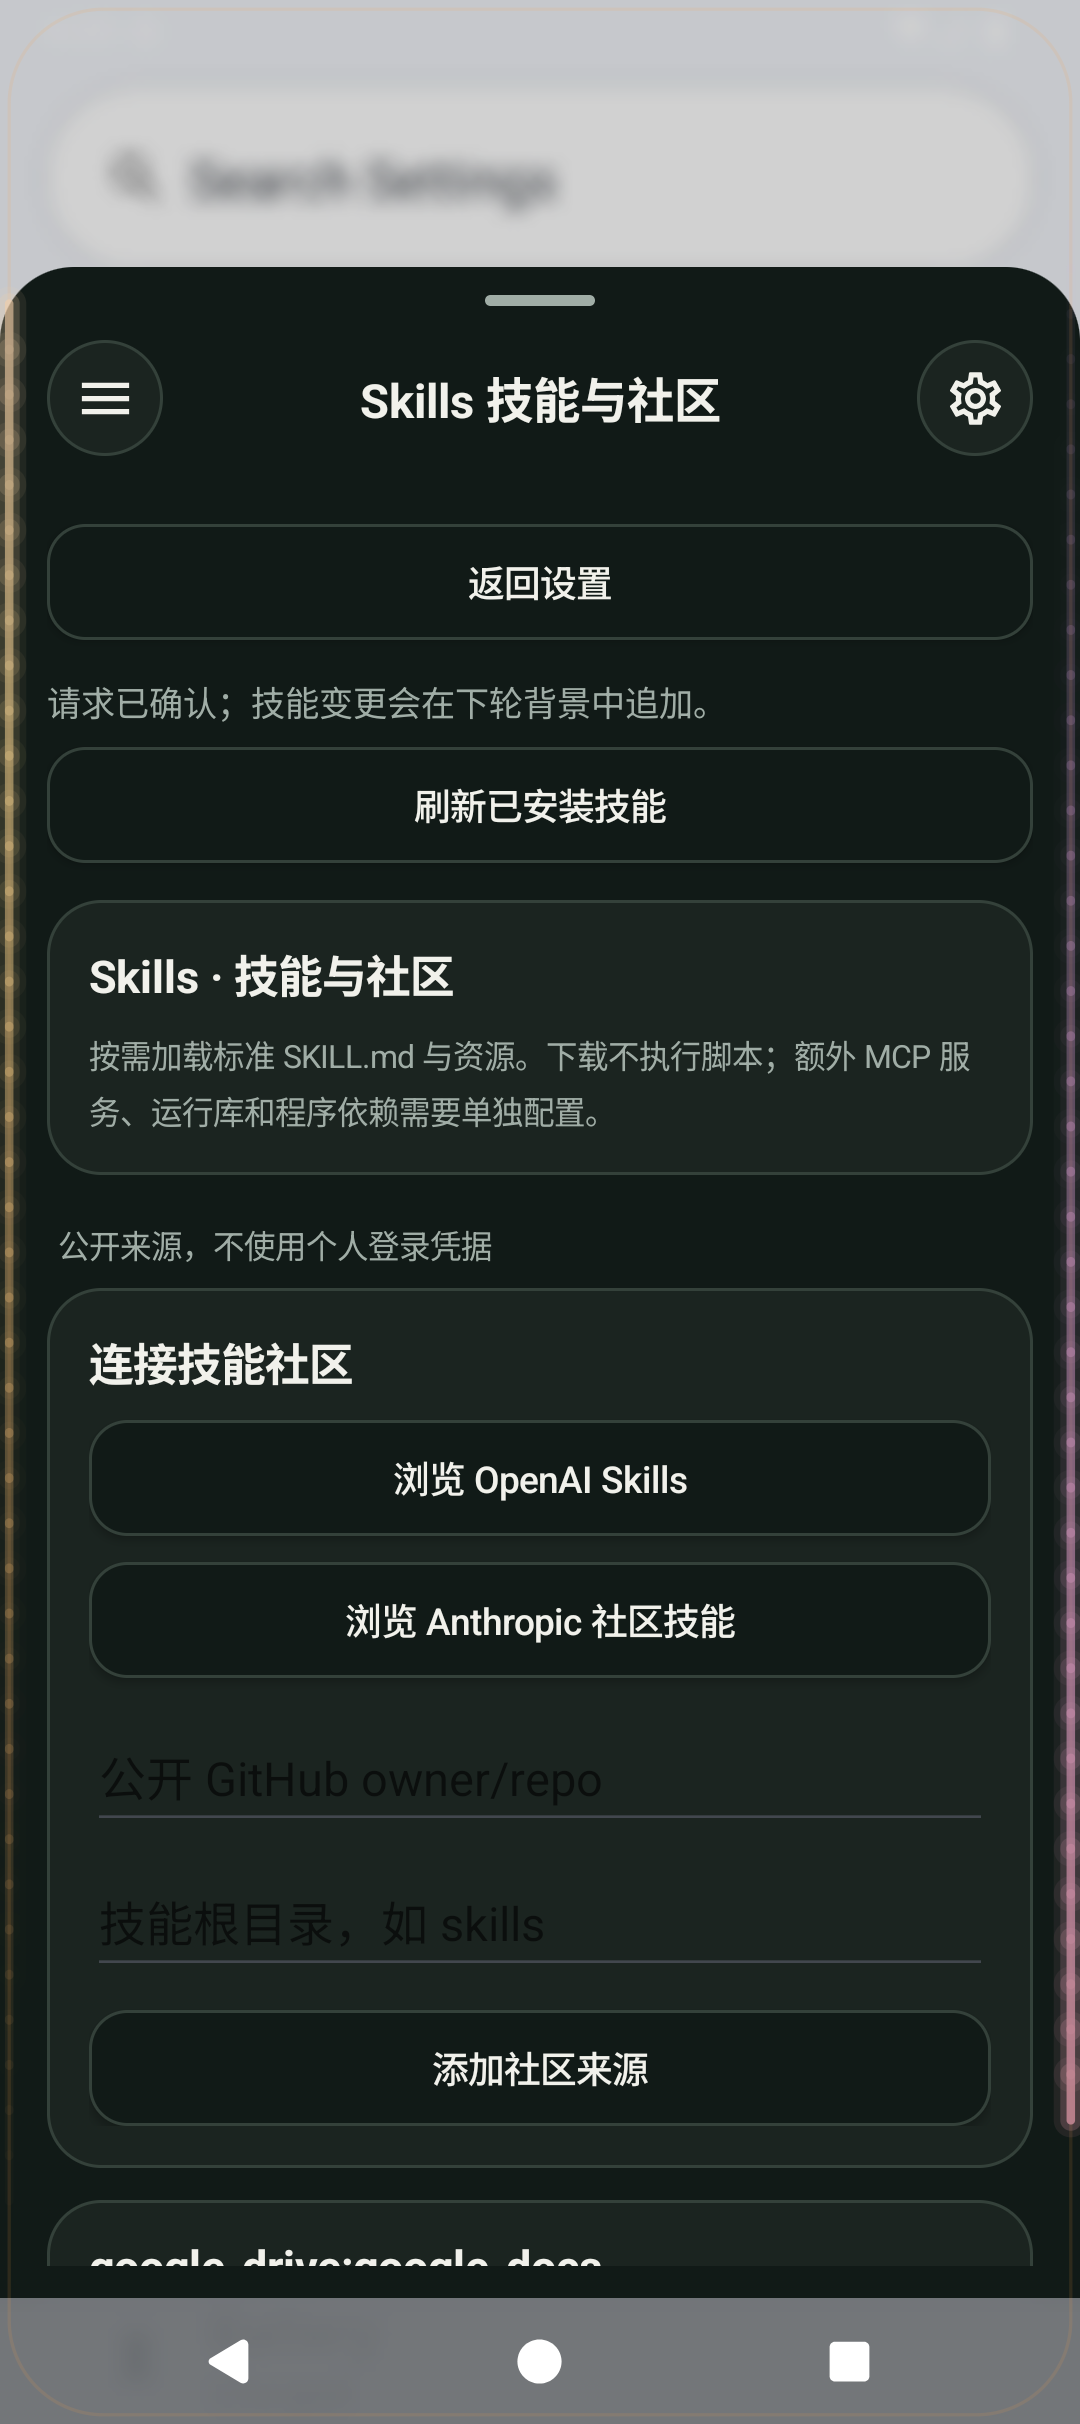 Search Settings
Skills 技能与社区
返回设置
请求已确认；技能变更会在下轮背景中追加。
刷新已安装技能
Skills · 技能与社区
按需加载标准 SKILL.md 与资源。下载不执行脚本；额外 MCP 服
务、运行库和程序依赖需要单独配置。
公开来源，不使用个人登录凭据
连接技能社区
浏览 OpenAI Skills
浏览 Anthropic 社区技能
公开 GitHub owner/repo
技能根目录，如 skills
添加社区来源
google-drive:google-docs